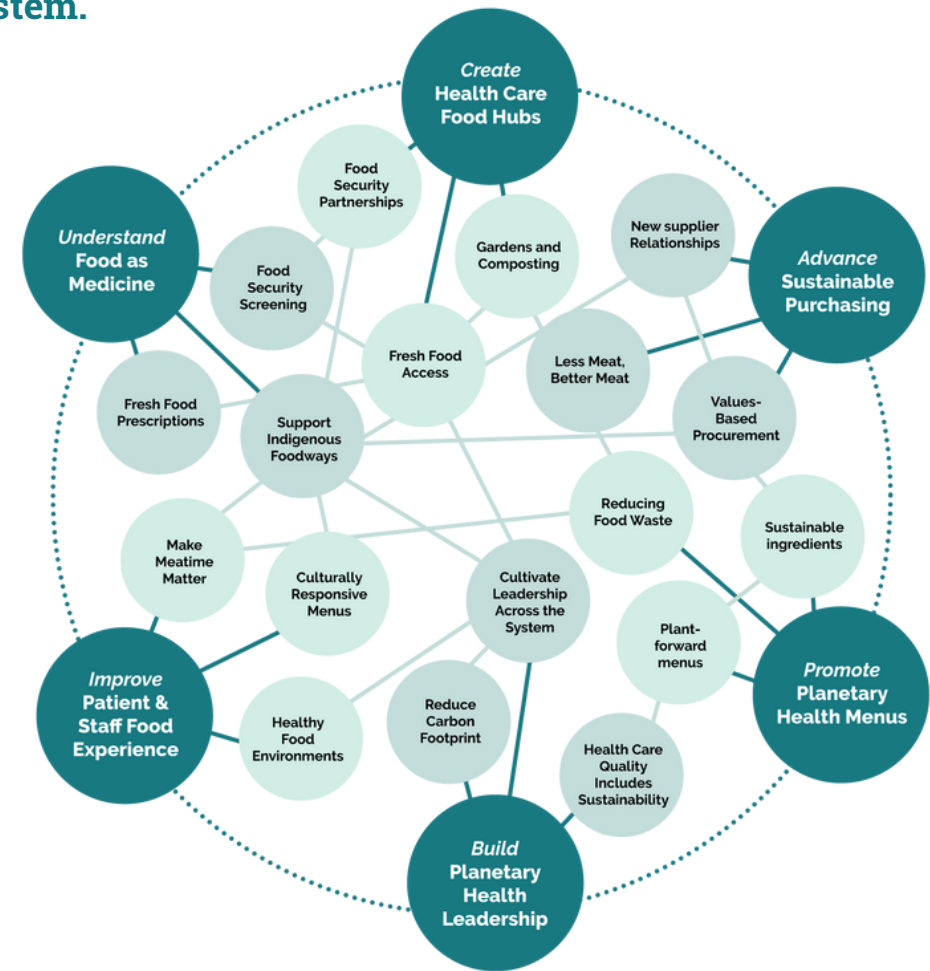 stem.
Create
Health Care
Food Hubs
Food
Security
Partnerships
Understand
Food as
Medicine
Food
Security
Screening
Gardens and
Composting
New supplier
Relationships
Advance
Sustainable
Purchasing
Fresh Food
Access
Less Meat,
Better Meat
Fresh Food
Prescriptions
Support
Indigenous
Foodways
Values-
Based
Procurement
Reducing
Food Waste
Sustainable
ingredients
Make
Meatime
Matter
Culturally
Responsive
Menus
Cultivate
Leadership
Across the
System
Plant-
forward
menus
Promote
Planetary
Health Menus
Improve
Patient &
Staff Food
Experience
Healthy
Food
Environments
Reduce
Carbon
Footprint
Health Care
Quality
Includes
Sustainability
Build
Planetary
Health
Leadership